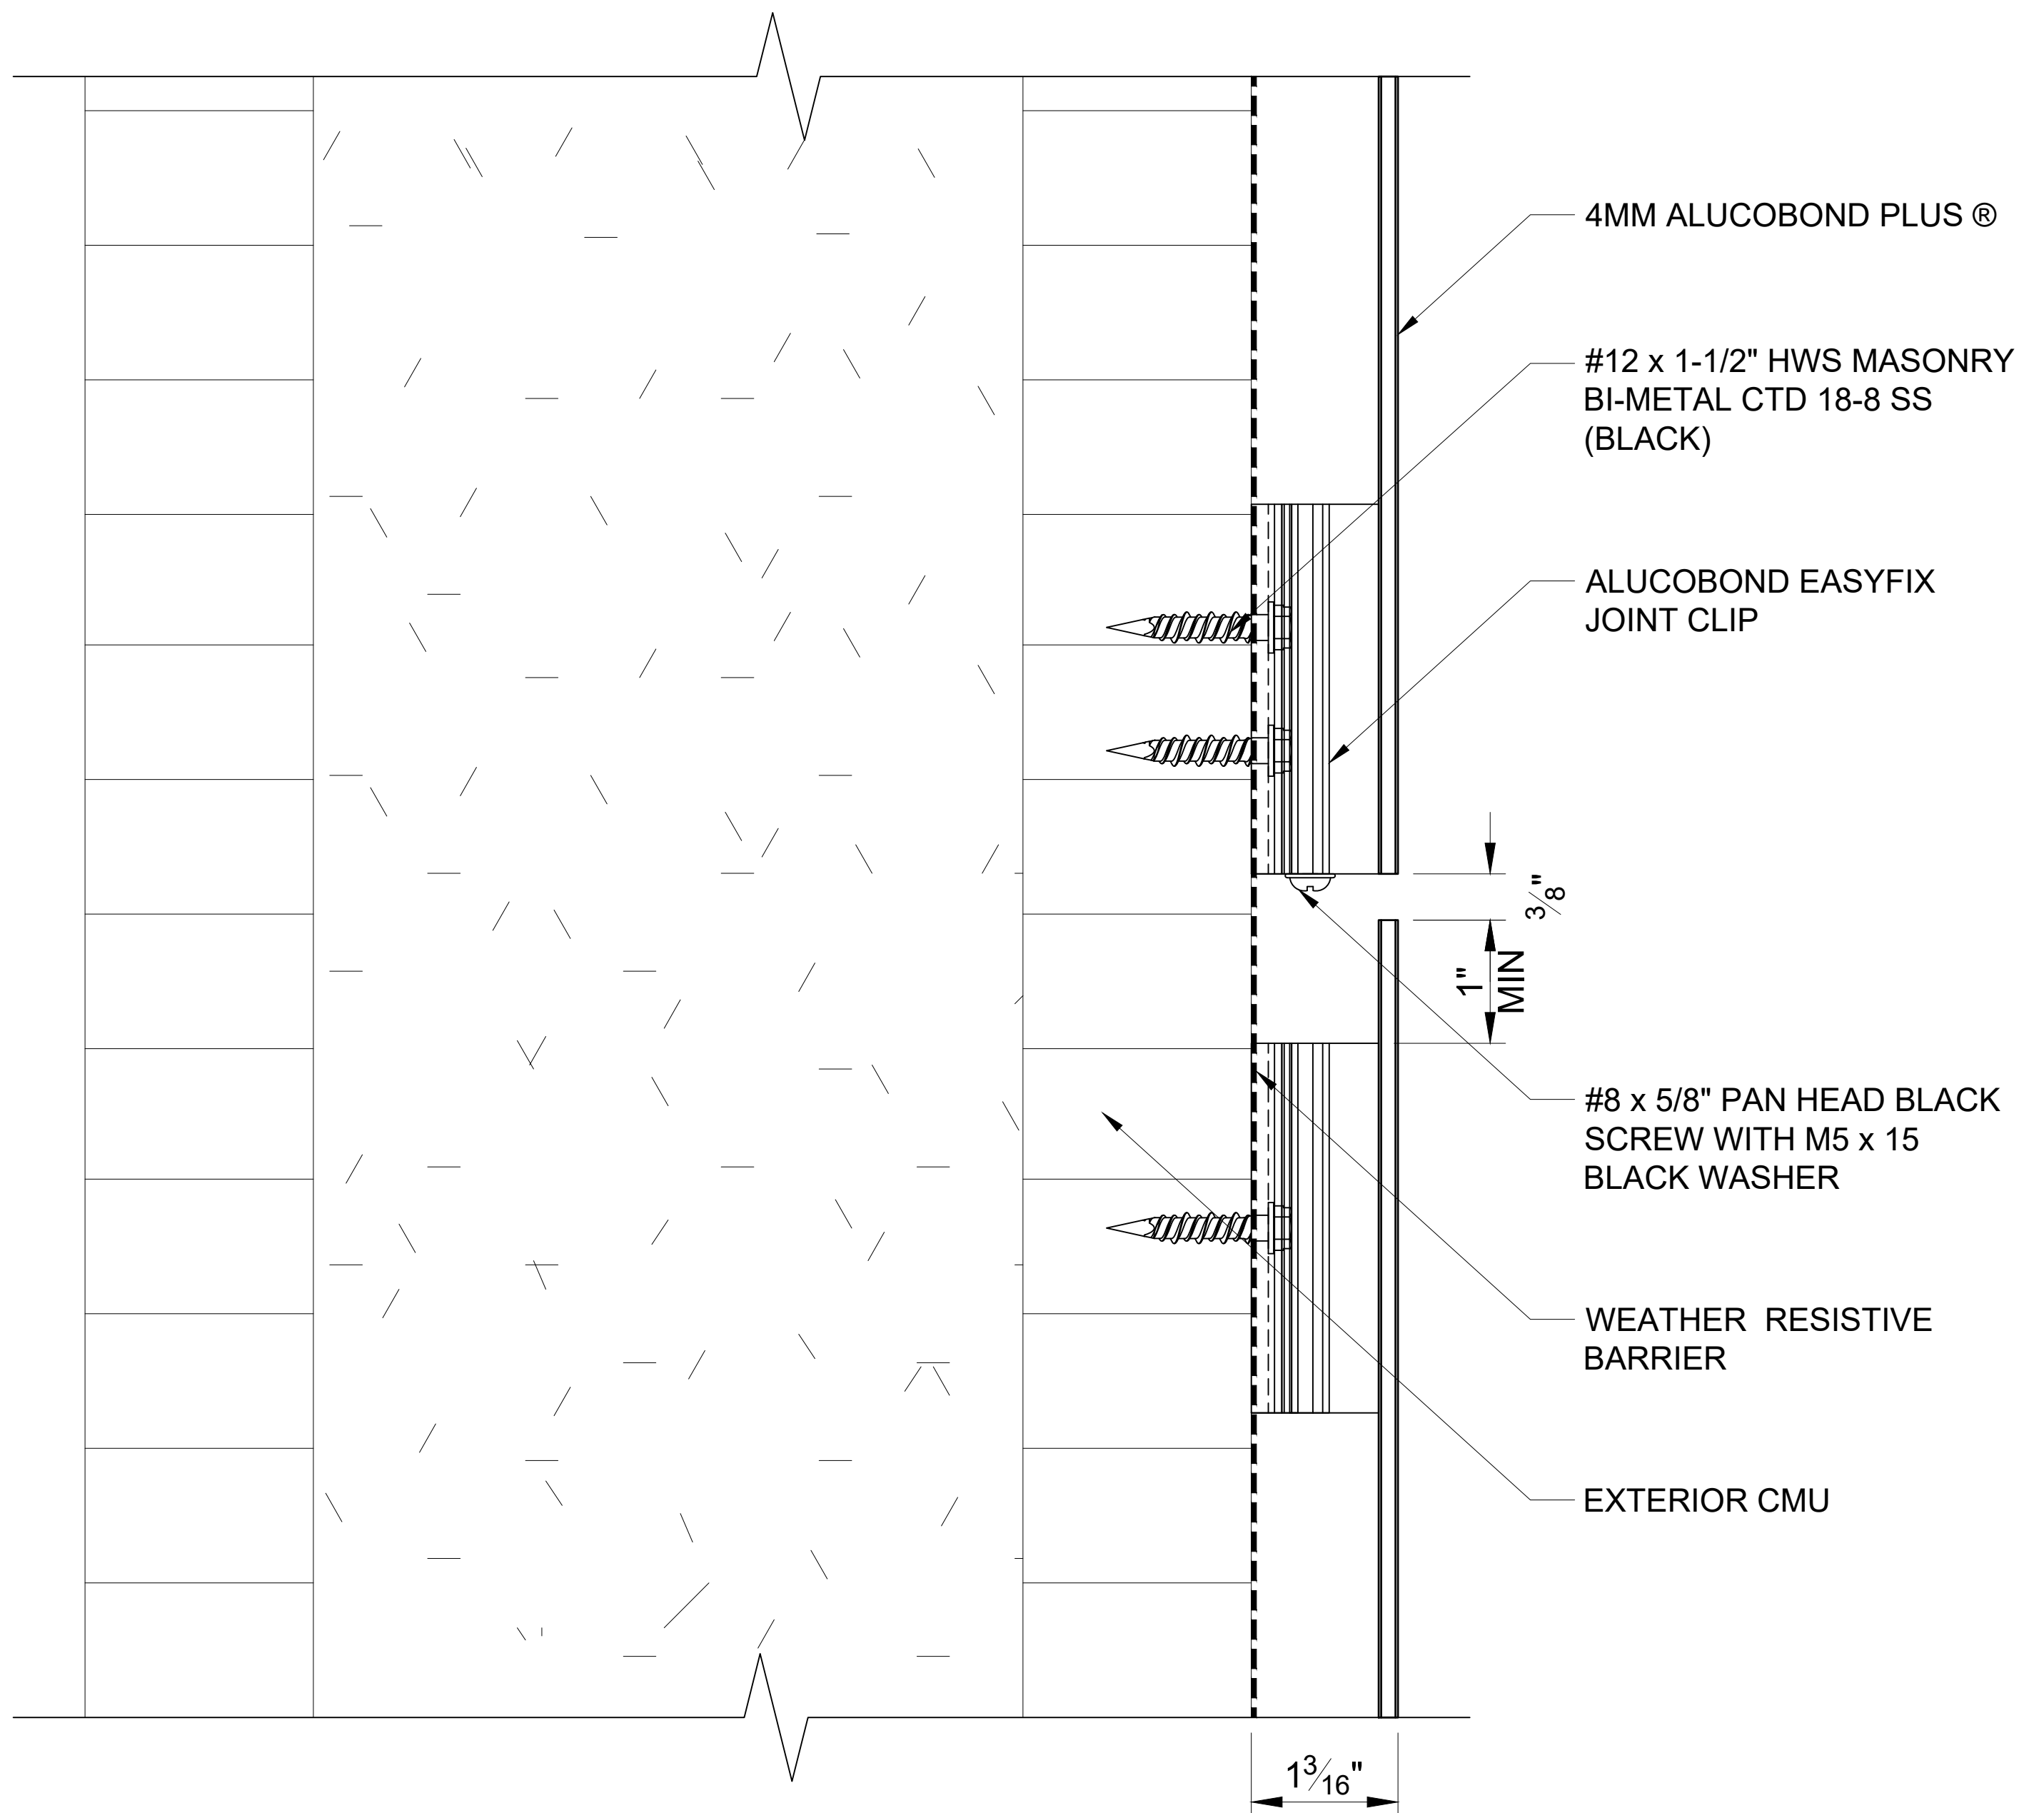 4MM ALUCOBOND PLUS ®
#12 x 1-1/2" HWS MASONRY
BI-METAL CTD 18-8 SS
(BLACK)
ALUCOBOND EASYFIX
JOINT CLIP
3/8"
1"
MIN
#8 x 5/8" PAN HEAD BLACK
SCREW WITH M5 x 15
BLACK WASHER
WEATHER  RESISTIVE
BARRIER
EXTERIOR CMU
1 3/16"